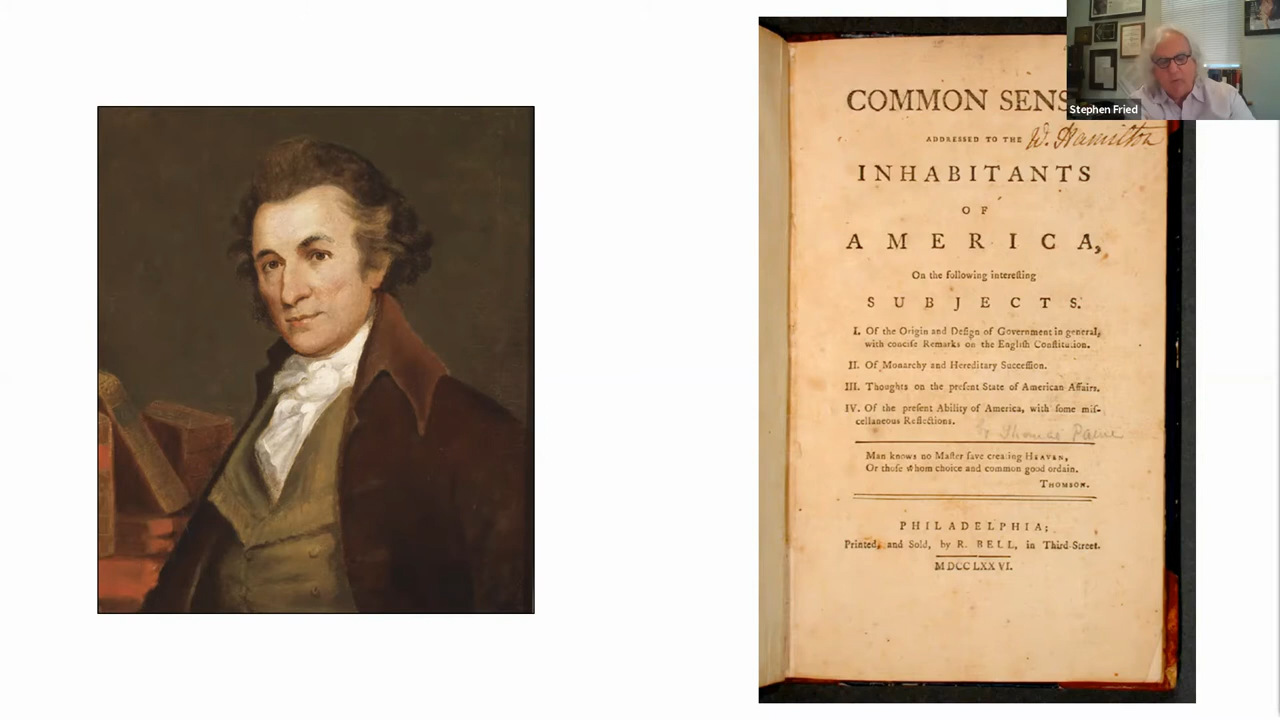 Stephen Fried
COMMON SENS
ADDRESSED TO THE W. Hamilton
INHABITANTS
OF
AMERICA,
On the following intereſting
SUBJECTS.
I. Of the Origin and Deſign of Government in general,
with conciſe Remarks on the Engliſh Conſtitution.
II. Of Monarchy and Hereditary Succeſſion.
III. Thoughts on the preſent State of American Affairs.
IV. Of the preſent Ability of America, with ſome miſ-
cellaneous Reflections.
by Thomas Paine
Man knows no Maſter ſave creating HEAVEN,
Or thoſe whom choice and common good ordain.
THOMSON.
PHILADELPHIA;
Printed, and Sold, by R. BELL, in Third-Street.
MDCCLXXVI.